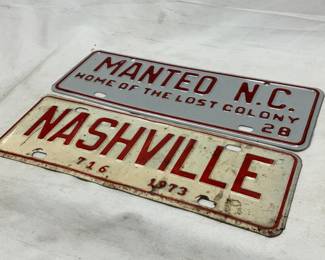 MANTEO N.C.
HOME OF THE LOST COLONY
28
NASHVILLE
716 1973